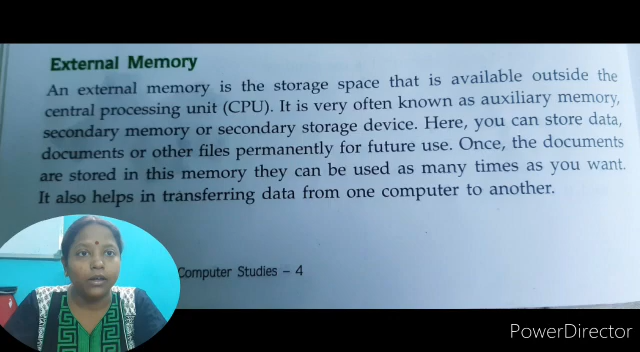 External Memory
An external memory is the storage space that is available outside the
central processing unit (CPU). It is very often known as auxiliary memory,
secondary memory or secondary storage device. Here, you can store data,
documents or other files permanently for future use. Once, the documents
are stored in this memory they can be used as many times as you want.
It also helps in transferring data from one computer to another.
Computer Studies – 4
PowerDirector